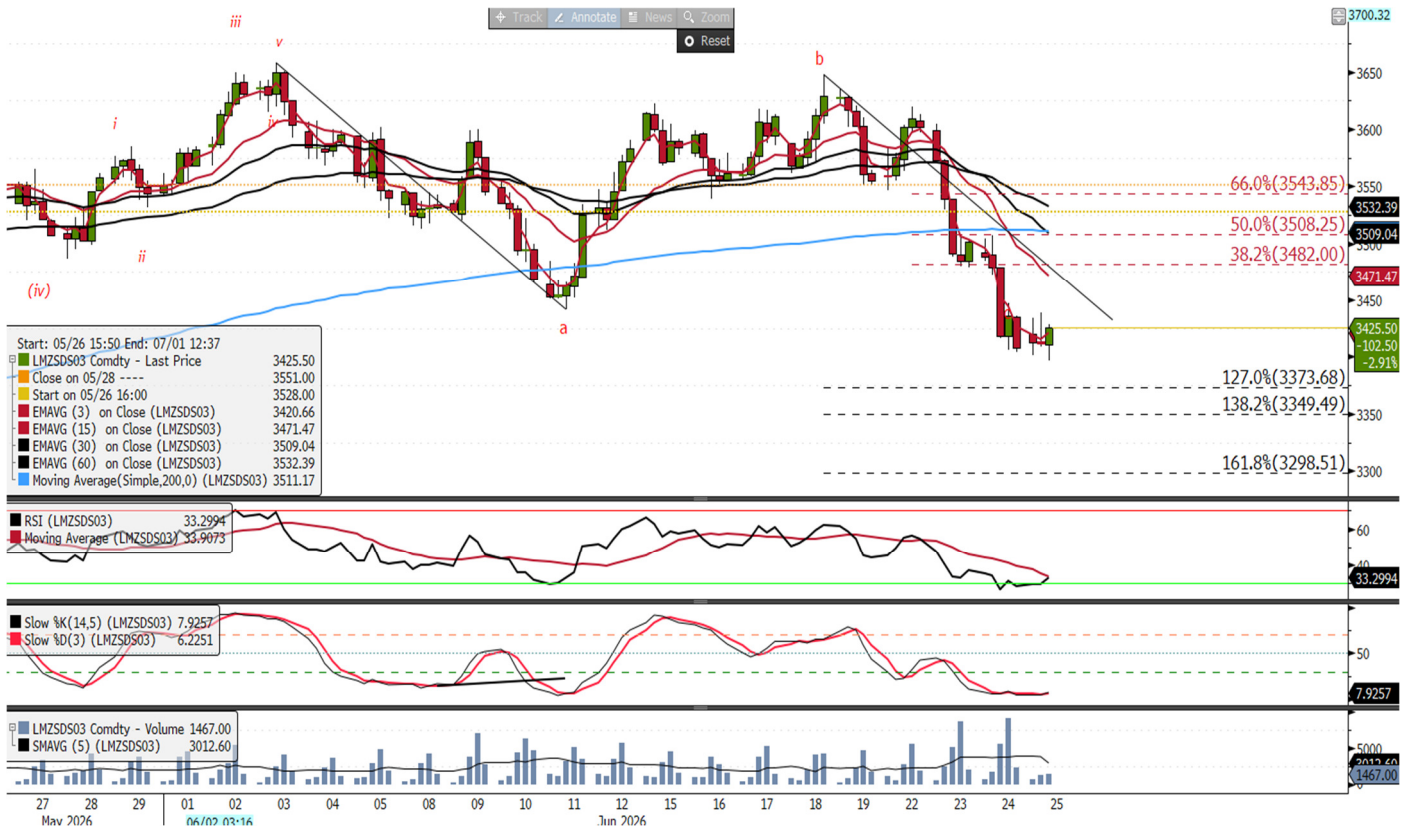 Track Annotate News Zoom
Reset
3700.32
iii
v
b
3650
i
iv
3600
66.0%(3543.85)
3550
3532.39
50.0%(3508.25)
3509.04
3500
ii
38.2%(3482.00)
3471.47
(iv)
3450
a
3425.50
-102.50
-2.91%
127.0%(3373.68)
138.2%(3349.49)
3350
161.8%(3298.51)
3300
Start: 05/26 15:50 End: 07/01 12:37
LMZSDS03 Comdty - Last Price 3425.50
Close on 05/28 ---- 3551.00
Start on 05/26 16:00 3528.00
EMAVG (3) on Close (LMZSDS03) 3420.66
EMAVG (15) on Close (LMZSDS03) 3471.47
EMAVG (30) on Close (LMZSDS03) 3509.04
EMAVG (60) on Close (LMZSDS03) 3532.39
Moving Average(Simple,200,0) (LMZSDS03) 3511.17
RSI (LMZSDS03) 33.2994
Moving Average (LMZSDS03) 33.9073
60
40
33.2994
Slow %K(14,5) (LMZSDS03) 7.9257
Slow %D(3) (LMZSDS03) 6.2251
50
7.9257
LMZSDS03 Comdty - Volume 1467.00
SMAVG (5) (LMZSDS03) 3012.60
5000
3012.60
1467.00
0
27 28 29 01 02 03 04 05 08 09 10 11 12 15 16 17 18 19 22 23 24 25
May 2026 06/02 03:16 Jun 2026